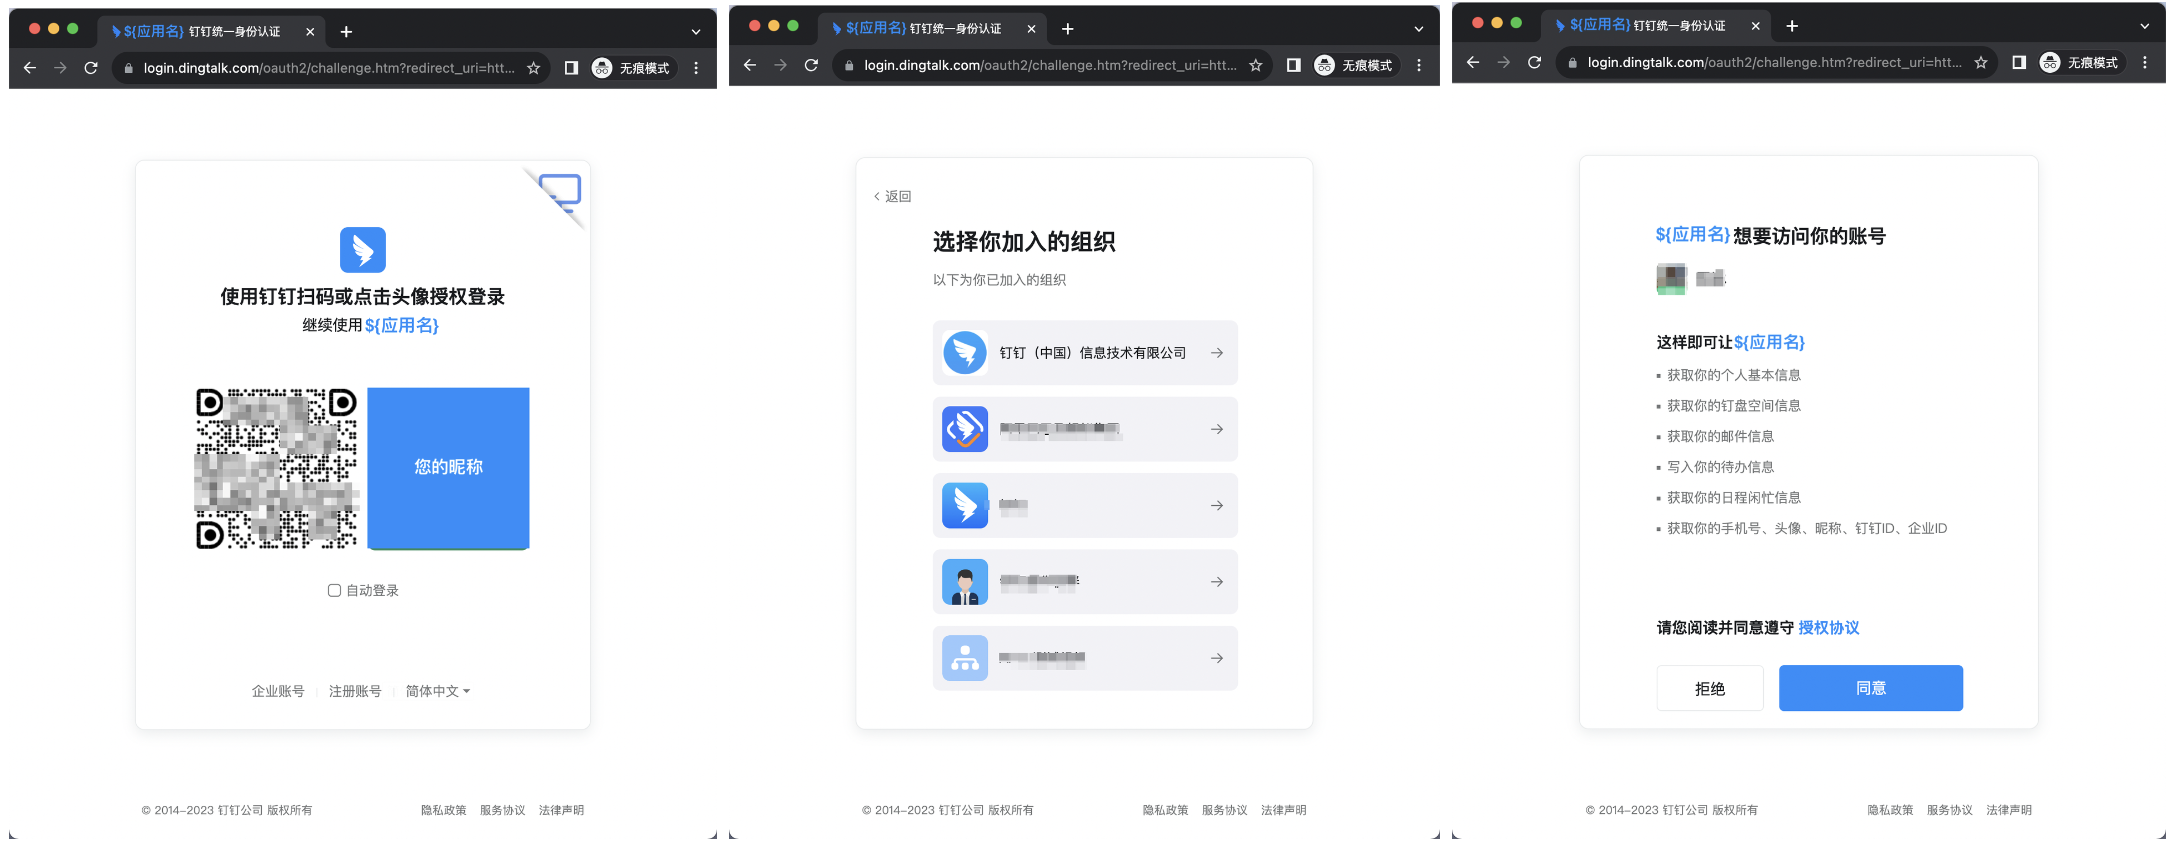 ${应用名} 钉钉统一身份认证
login.dingtalk.com/oauth2/challenge.htm?redirect_uri=htt...
无痕模式
使用钉钉扫码或点击头像授权登录
继续使用${应用名}
您的昵称
自动登录
企业账号
注册账号
简体中文
© 2014-2023 钉钉公司 版权所有
隐私政策 服务协议 法律声明
${应用名} 钉钉统一身份认证
login.dingtalk.com/oauth2/challenge.htm?redirect_uri=htt...
无痕模式
返回
选择你加入的组织
以下为你已加入的组织
钉钉（中国）信息技术有限公司
© 2014-2023 钉钉公司 版权所有
隐私政策 服务协议 法律声明
${应用名} 钉钉统一身份认证
login.dingtalk.com/oauth2/challenge.htm?redirect_uri=htt...
无痕模式
${应用名} 想要访问你的账号
这样即可让${应用名}
获取你的个人基本信息
获取你的钉盘空间信息
获取你的邮件信息
写入你的待办信息
获取你的日程闲忙信息
获取你的手机号、头像、昵称、钉钉ID、企业ID
请您阅读并同意遵守 授权协议
拒绝
同意
© 2014-2023 钉钉公司 版权所有
隐私政策 服务协议 法律声明